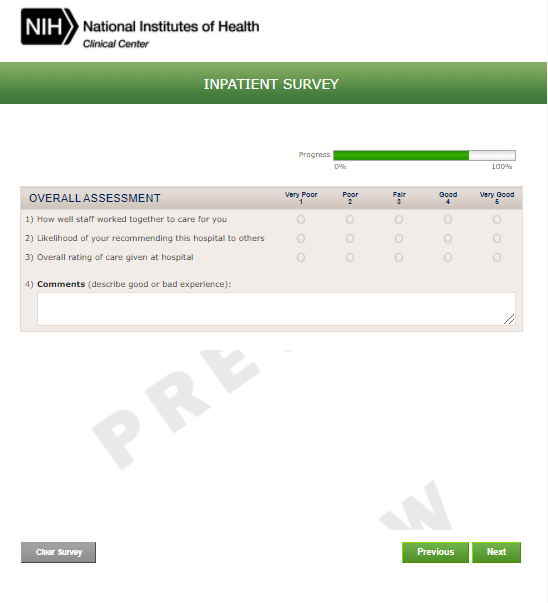 NIH National Institutes of Health
Clinical Center
INPATIENT SURVEY
Progress
0% 100%
OVERALL ASSESSMENT Very Poor 1 Poor 2 Fair 3 Good 4 Very Good 5
1) How well staff worked together to care for you
2) Likelihood of your recommending this hospital to others
3) Overall rating of care given at hospital
4) Comments (describe good or bad experience):
PRE
W
Clear Survey Previous Next